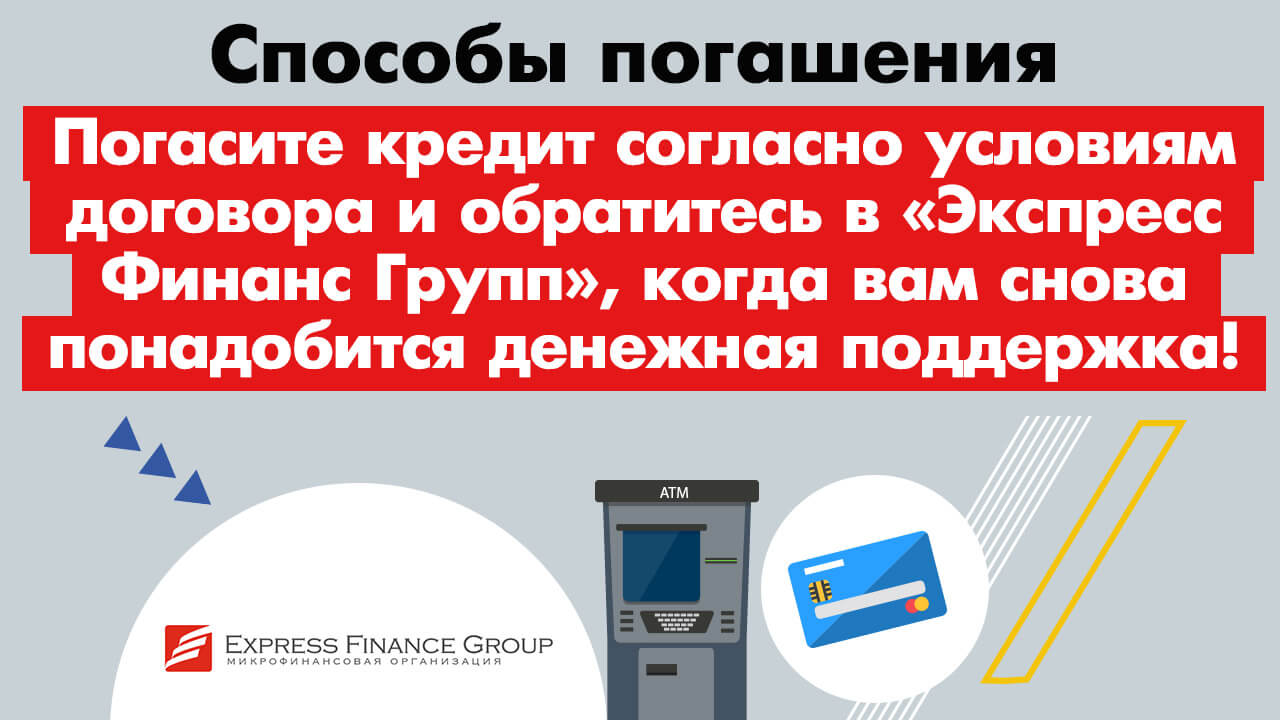 Способы погашения
Погасите кредит согласно условиям
договора и обратитесь в «Экспресс
Финанс Групп», когда вам снова
понадобится денежная поддержка!
ATM
EXPRESS FINANCE GROUP
МИКРОФИНАНСОВАЯ ОРГАНИЗАЦИЯ